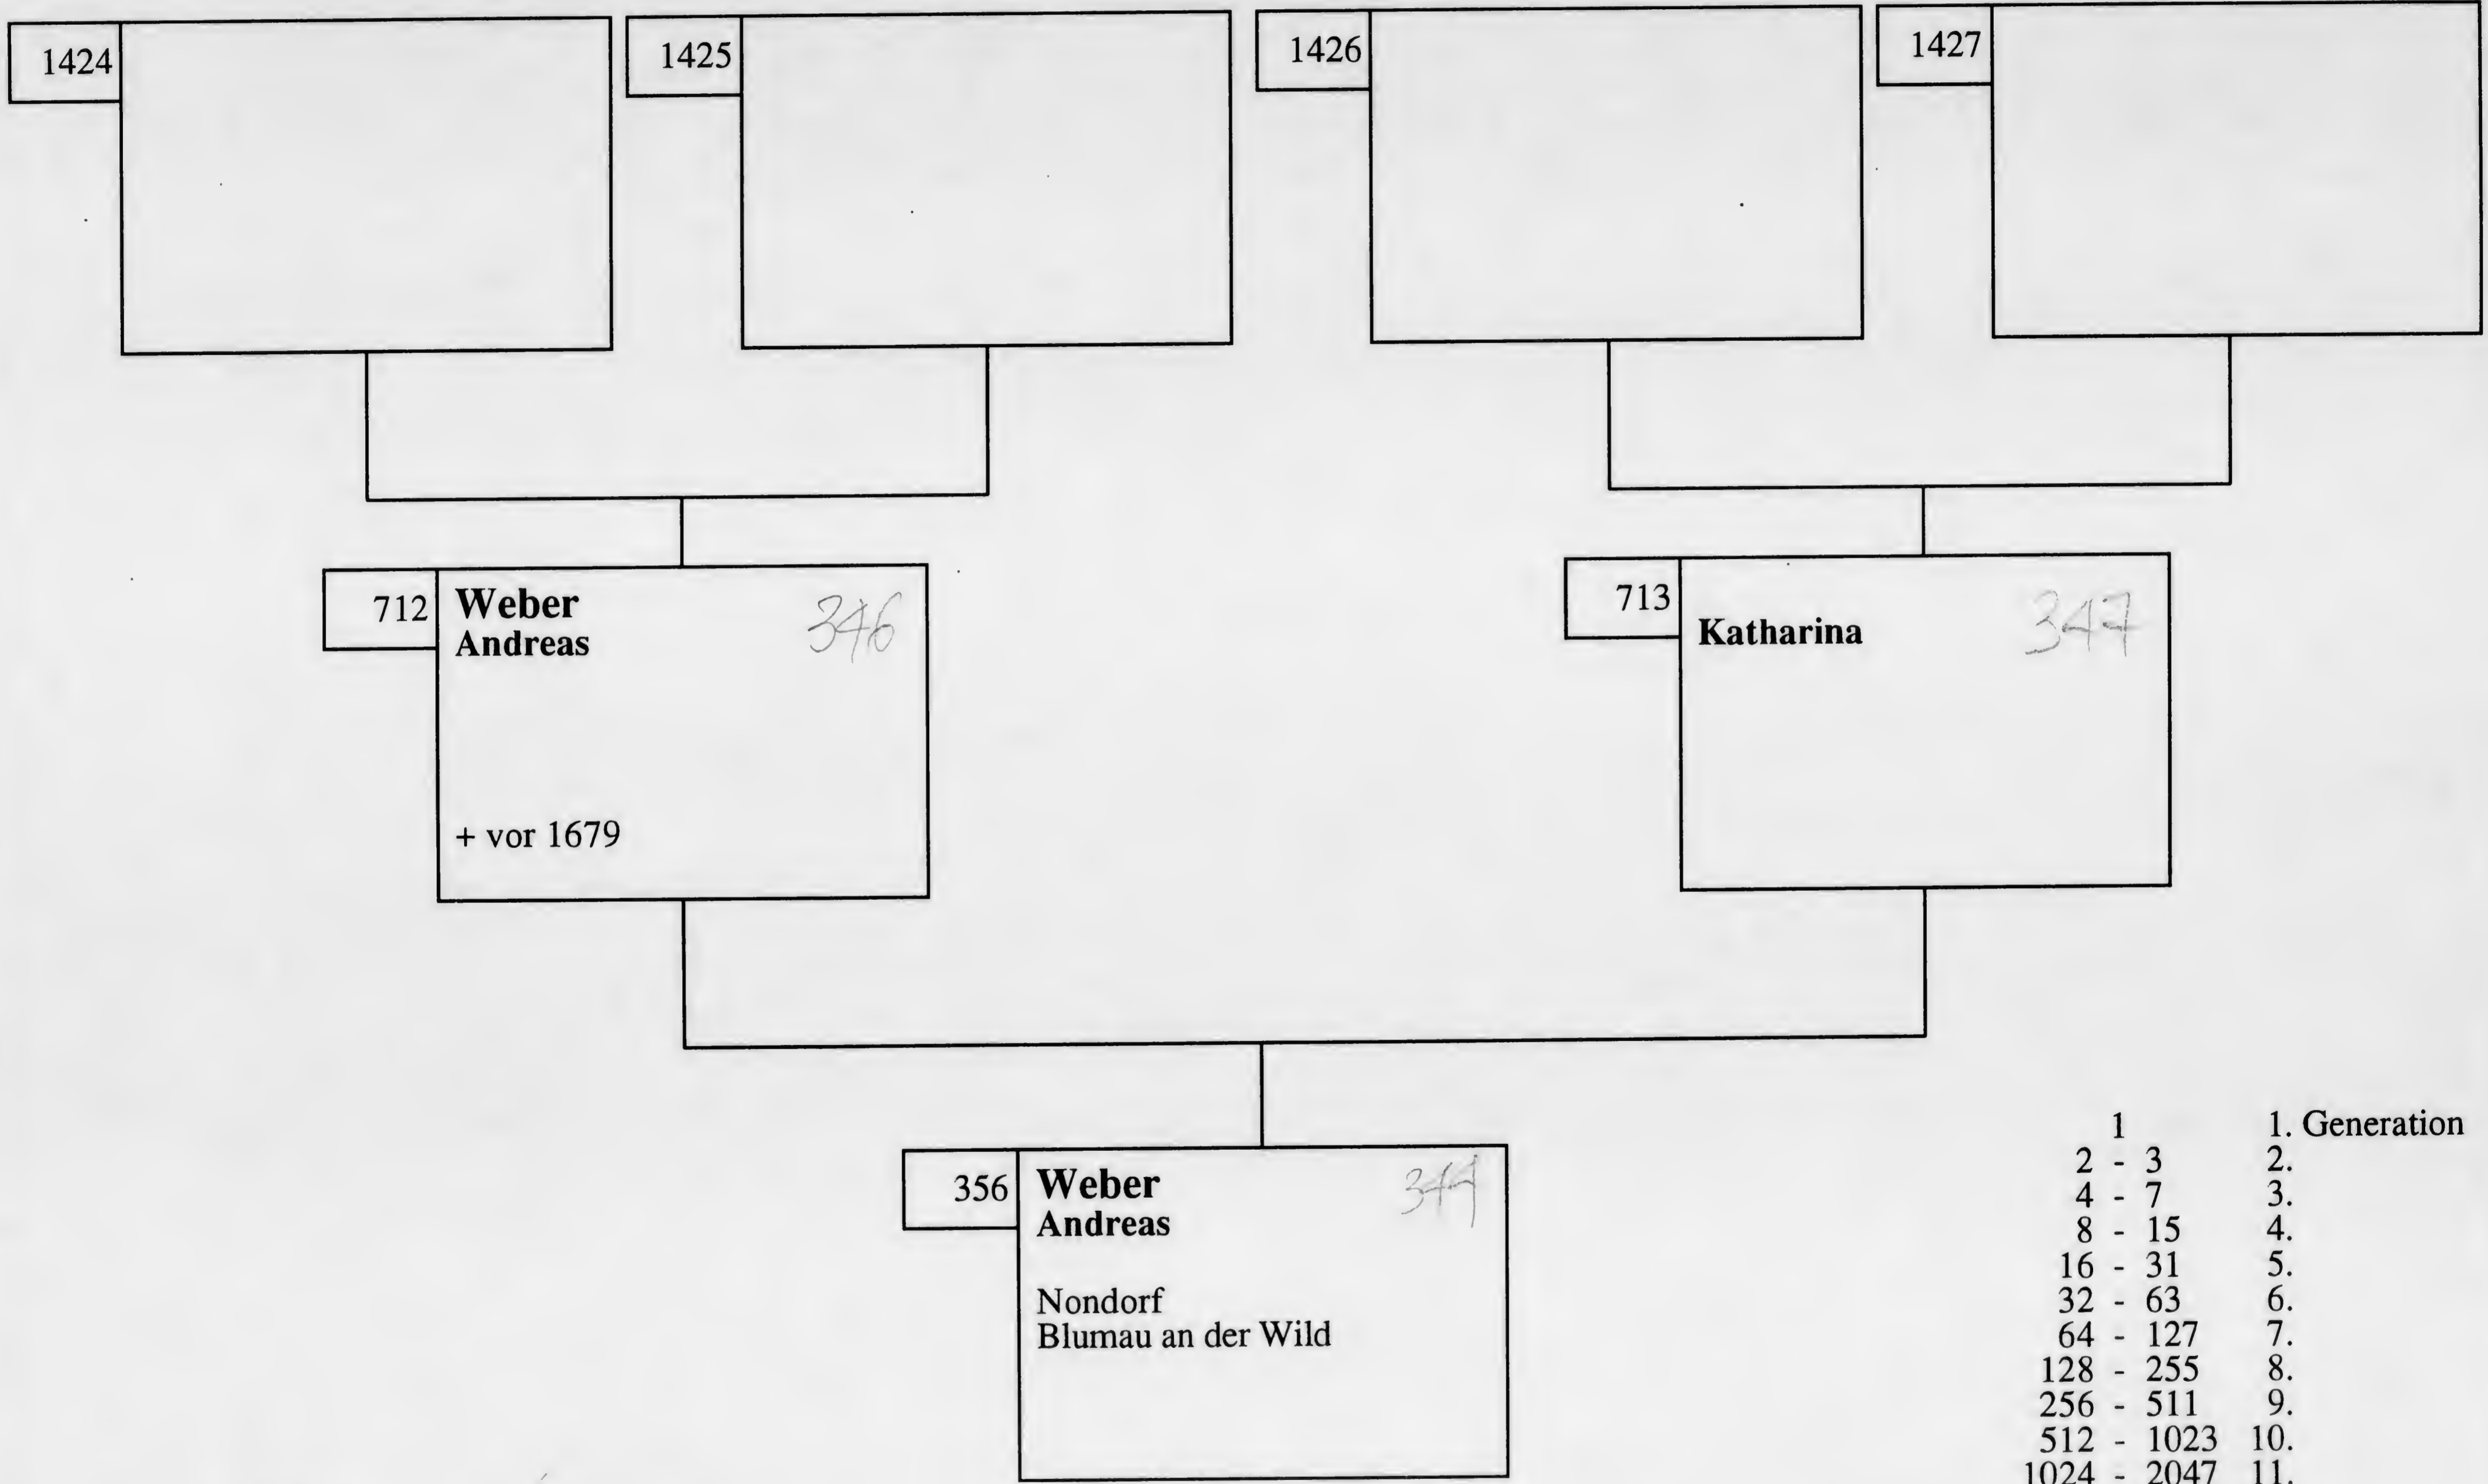 1424
1425
1426
1427
712
Weber
346
Andreas
+ vor 1679
713
Katharina
347
356
Weber
344
Andreas
Nondorf
Blumau an der Wild
1 1. Generation
2 - 3 2.
4 - 7 3.
8 - 15 4.
16 - 31 5.
32 - 63 6.
64 - 127 7.
128 - 255 8.
256 - 511 9.
512 - 1023 10.
1024 - 2047 11.